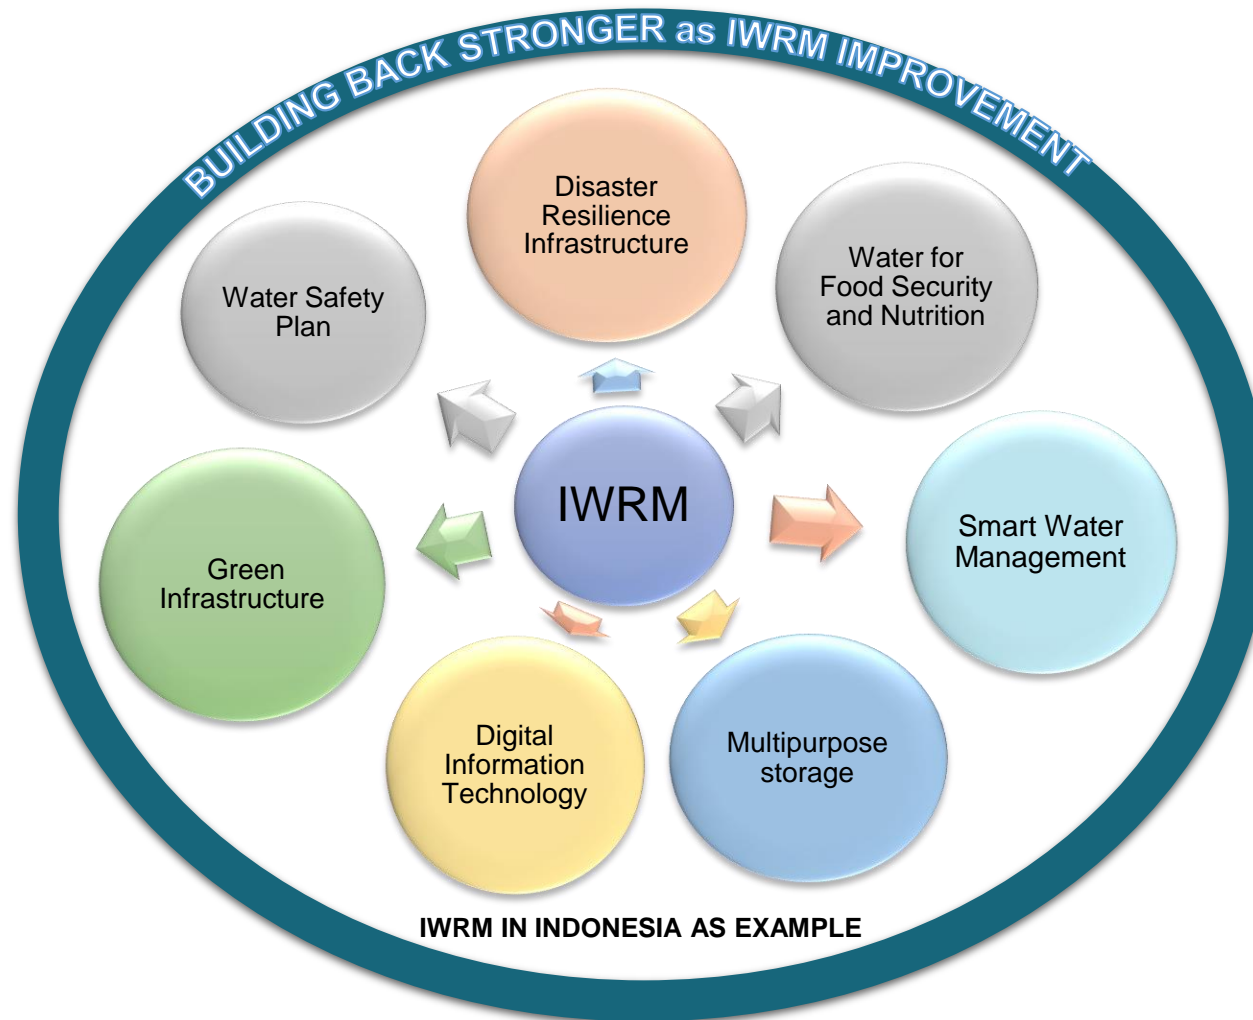 BUILDING BACK STRONGER as IWRM IMPROVEMENT
Disaster
Resilience
Infrastructure
Water for
Food Security
and Nutrition
Smart Water
Management
Multipurpose
storage
Digital
Information
Technology
Green
Infrastructure
Water Safety
Plan
IWRM
IWRM IN INDONESIA AS EXAMPLE